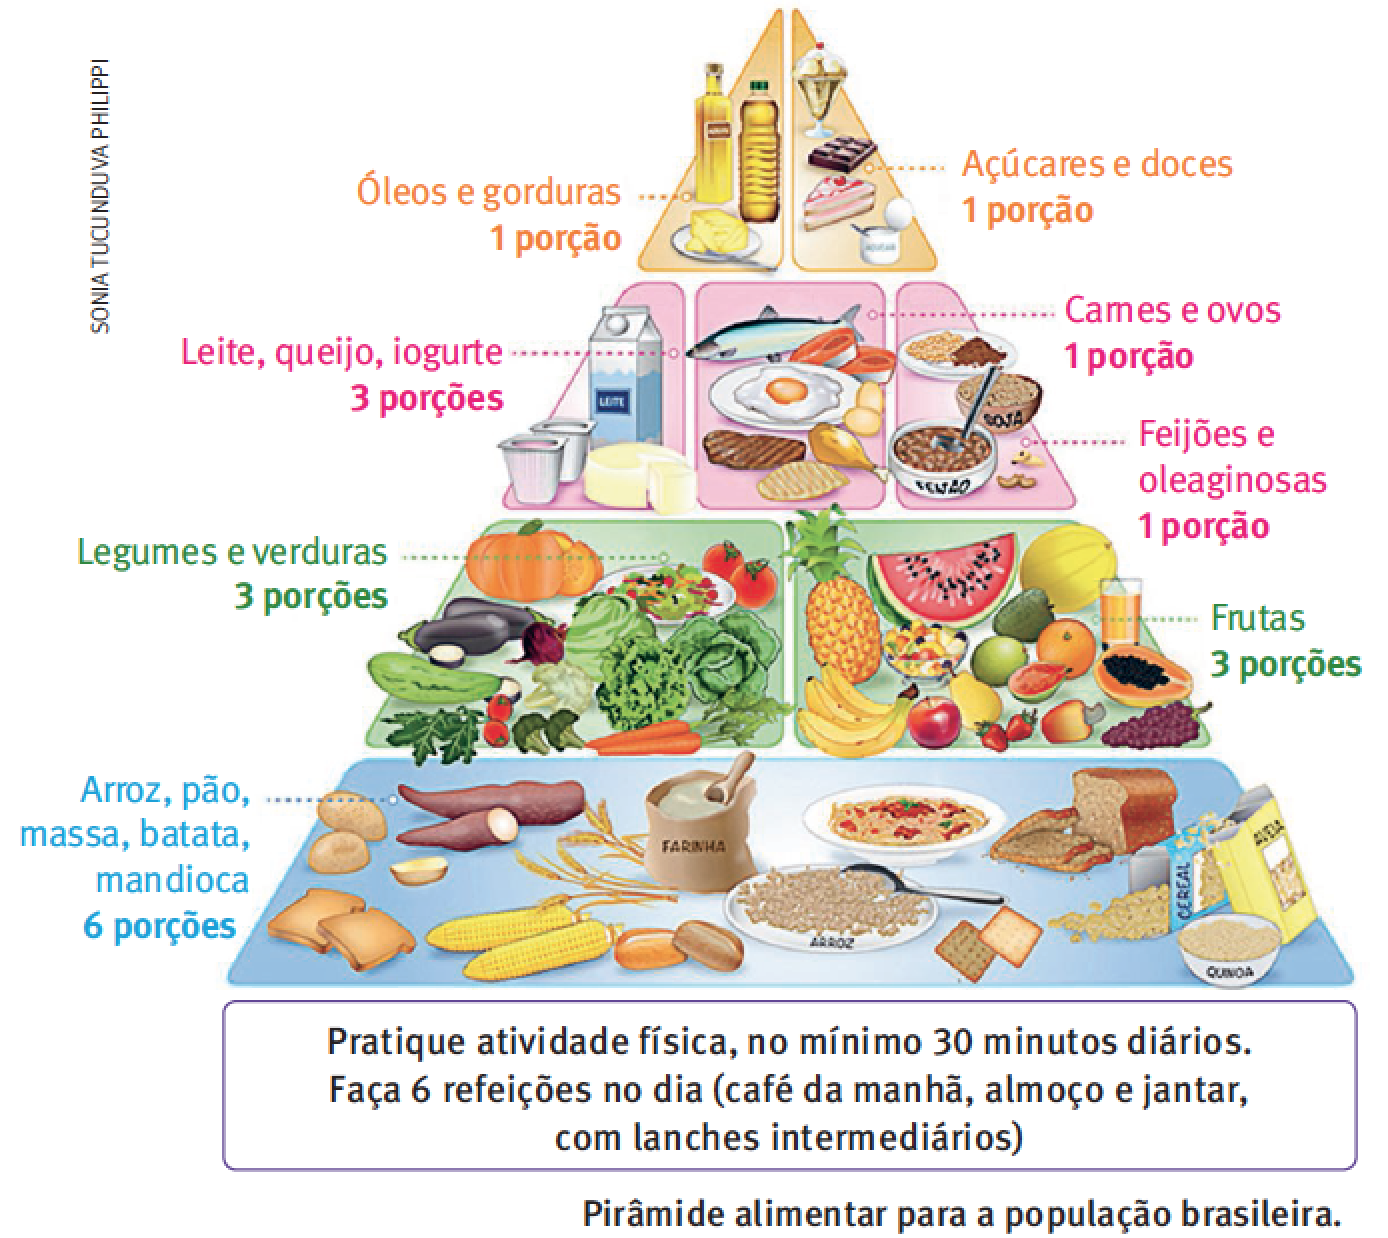 SONIA TUCUNDUVA PHILIPPI
Óleos e gorduras
1 porção
AZEITE
Açúcares e doces
1 porção
AÇÚCAR
Leite, queijo, iogurte
3 porções
LEITE
Carnes e ovos
1 porção
SOJA
FEIJÃO
Feijões e
oleaginosas
1 porção
Legumes e verduras
3 porções
Frutas
3 porções
Arroz, pão,
massa, batata,
mandioca
6 porções
FARINHA
ARROZ
CEREAL
AVEIA
QUINOA
Pratique atividade física, no mínimo 30 minutos diários.
Faça 6 refeições no dia (café da manhã, almoço e jantar,
com lanches intermediários)
Pirâmide alimentar para a população brasileira.